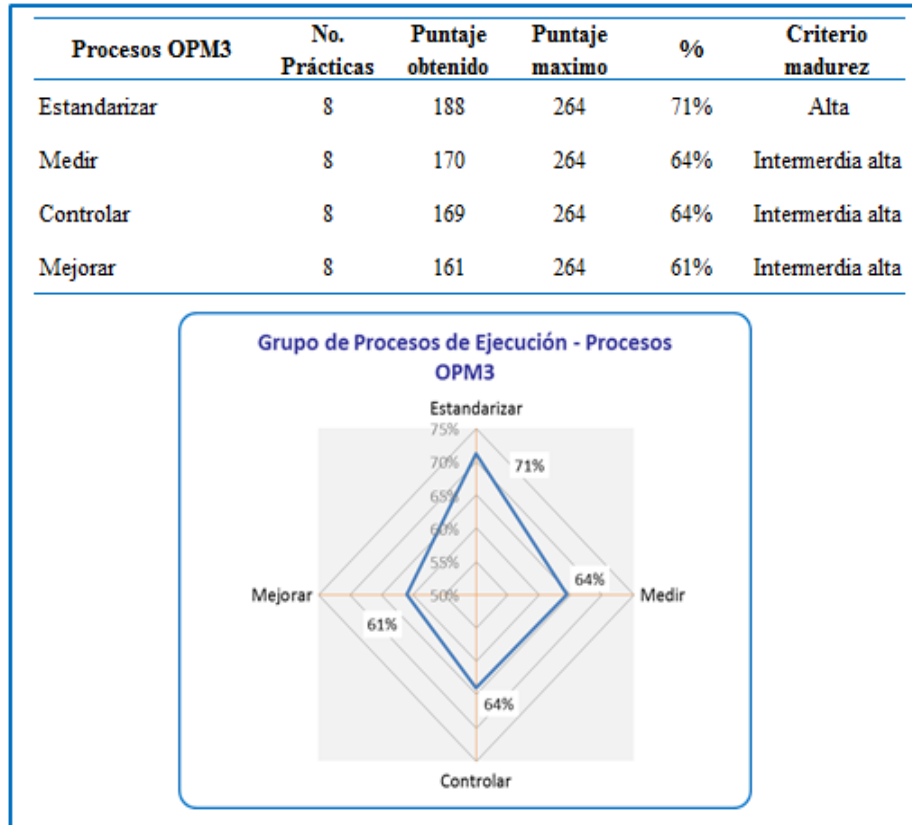 Procesos OPM3 No. Prácticas Puntaje obtenido Puntaje maximo % Criterio madurez
Estandarizar 8 188 264 71% Alta
Medir 8 170 264 64% Intermerdia alta
Controlar 8 169 264 64% Intermerdia alta
Mejorar 8 161 264 61% Intermerdia alta
Grupo de Procesos de Ejecución - Procesos
OPM3
Estandarizar
75%
70%
71%
65%
60%
55%
64%
Mejorar
50%
Medir
61%
64%
Controlar